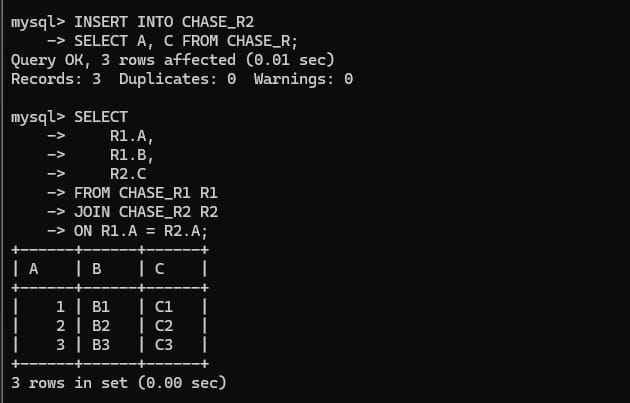 mysql> INSERT INTO CHASE_R2
    -> SELECT A, C FROM CHASE_R;
Query OK, 3 rows affected (0.01 sec)
Records: 3  Duplicates: 0  Warnings: 0

mysql> SELECT
    ->     R1.A,
    ->     R1.B,
    ->     R2.C
    -> FROM CHASE_R1 R1
    -> JOIN CHASE_R2 R2
    -> ON R1.A = R2.A;
+------+------+------+
| A    | B    | C    |
+------+------+------+
|    1 | B1   | C1   |
|    2 | B2   | C2   |
|    3 | B3   | C3   |
+------+------+------+
3 rows in set (0.00 sec)